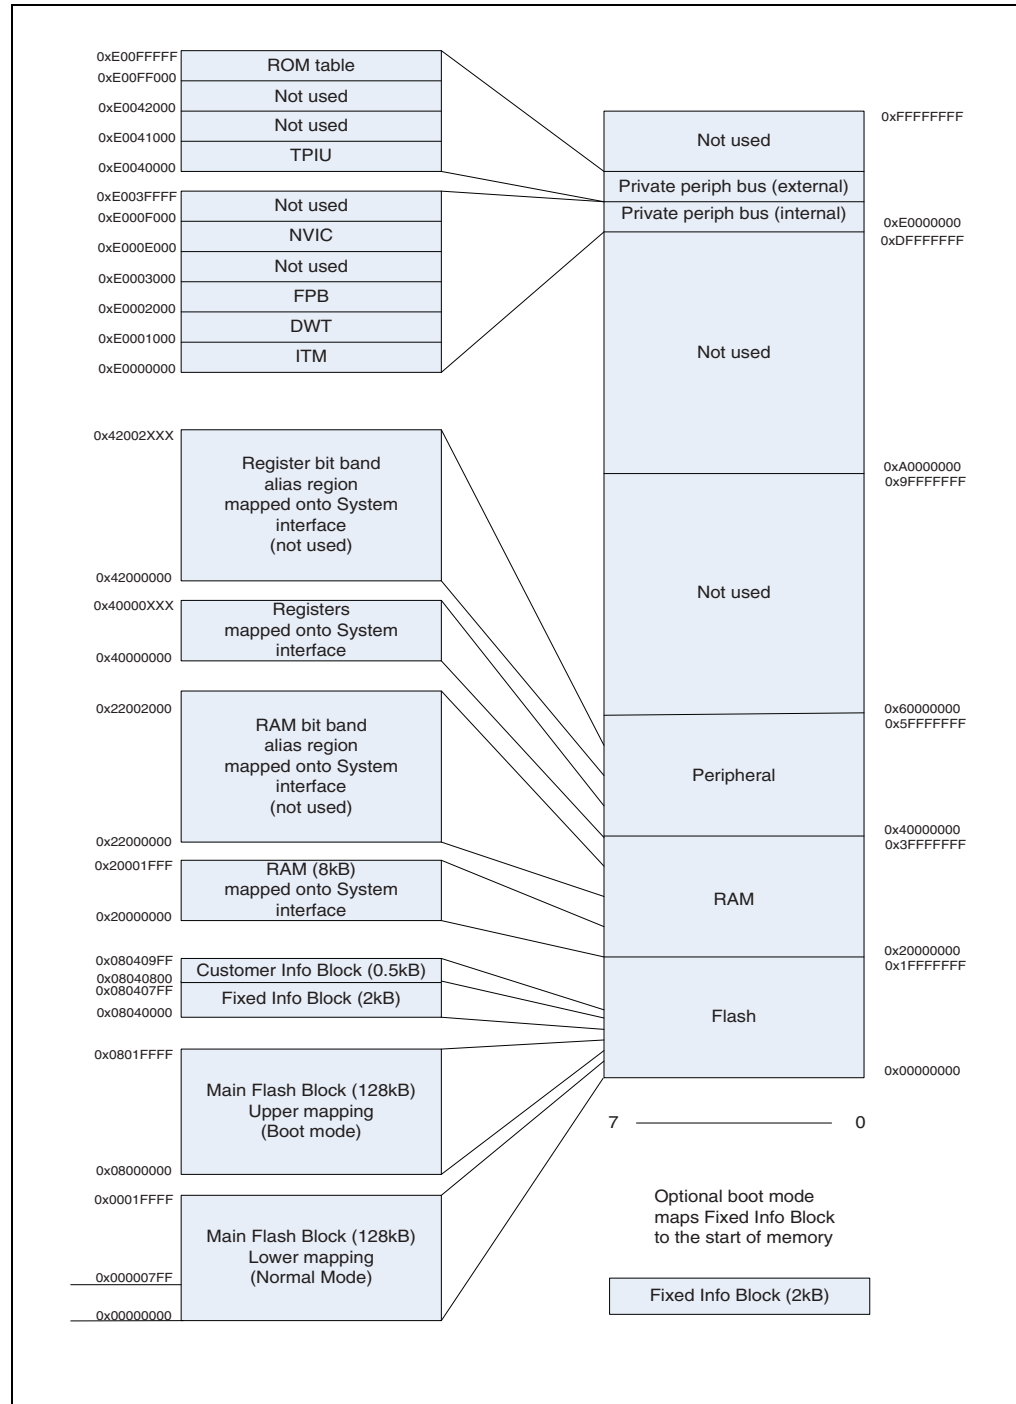 0xE00FFFFF
ROM table
0xE00FF000
Not used
0xE0042000
Not used
0xE0041000
TPIU
0xE0040000
0xE003FFFF
Not used
0xE000F000
NVIC
0xE000E000
Not used
0xE0003000
FPB
0xE0002000
DWT
0xE0001000
ITM
0xE0000000
0x42002XXX
Register bit band
alias region
mapped onto System
interface
(not used)
0x42000000
0x40000XXX
Registers
mapped onto System
interface
0x40000000
0x22002000
RAM bit band
alias region
mapped onto System
interface
(not used)
0x22000000
0x20001FFF
RAM (8kB)
mapped onto System
interface
0x20000000
0x080409FF
Customer Info Block (0.5kB)
0x08040800
0x080407FF
Fixed Info Block (2kB)
0x08040000
0x0801FFFF
Main Flash Block (128kB)
Upper mapping
(Boot mode)
0x08000000
0x0001FFFF
Main Flash Block (128kB)
Lower mapping
(Normal Mode)
0x000007FF
0x00000000
0xFFFFFFFF
Not used
Private periph bus (external)
Private periph bus (internal)
0xE0000000
0xDFFFFFFF
Not used
0xA0000000
0x9FFFFFFF
Not used
0x60000000
0x5FFFFFFF
Peripheral
0x40000000
0x3FFFFFFF
RAM
0x20000000
0x1FFFFFFF
Flash
0x00000000
7 0
Optional boot mode
maps Fixed Info Block
to the start of memory
Fixed Info Block (2kB)